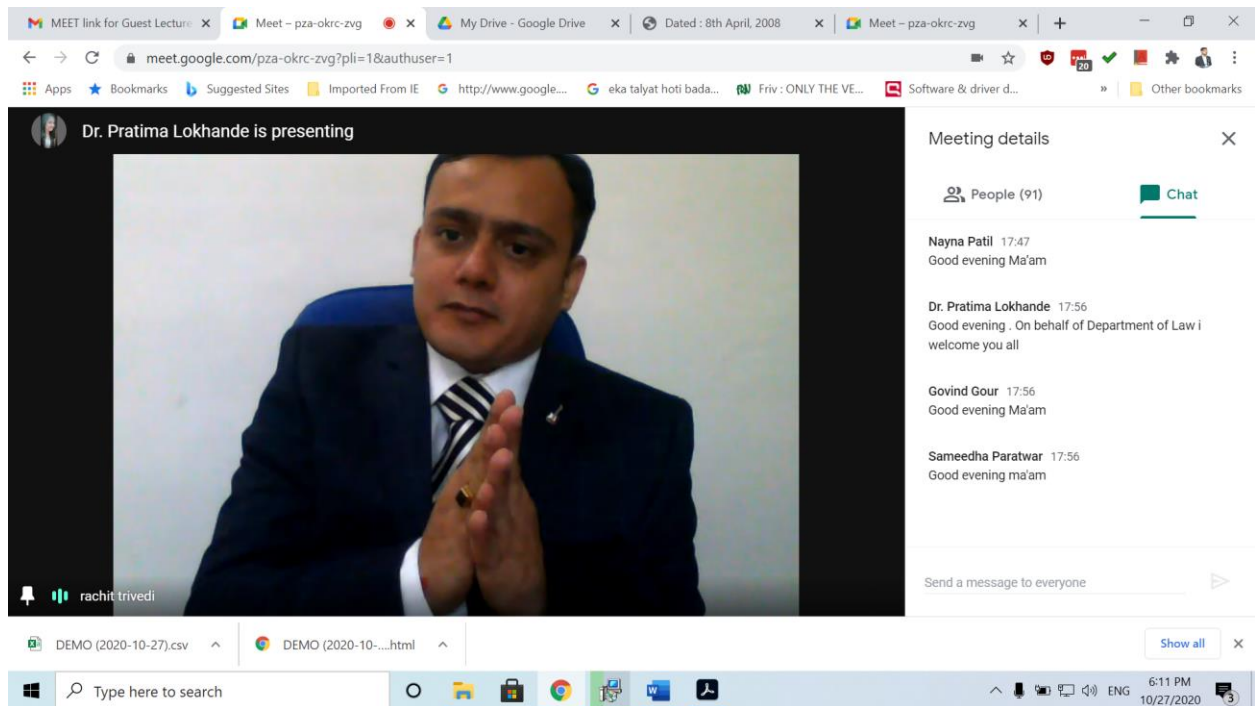 MEET link for Guest Lecture
Meet – pza-okrc-zvg
My Drive - Google Drive
Dated : 8th April, 2008
Meet – pza-okrc-zvg
meet.google.com/pza-okrc-zvg?pli=1&authuser=1
20
Apps
Bookmarks
Suggested Sites
Imported From IE
http://www.google....
eka talyat hoti bada...
Friv : ONLY THE VE...
Software & driver d...
»
Other bookmarks
Dr. Pratima Lokhande is presenting
Meeting details
People (91)
Chat
Nayna Patil 17:47
Good evening Ma'am
Dr. Pratima Lokhande 17:56
Good evening . On behalf of Department of Law i
welcome you all
Govind Gour 17:56
Good evening Ma'am
Sameedha Paratwar 17:56
Good evening ma'am
Send a message to everyone
rachit trivedi
DEMO (2020-10-27).csv
DEMO (2020-10-....html
Show all
Type here to search
ENG
6:11 PM
10/27/2020
3